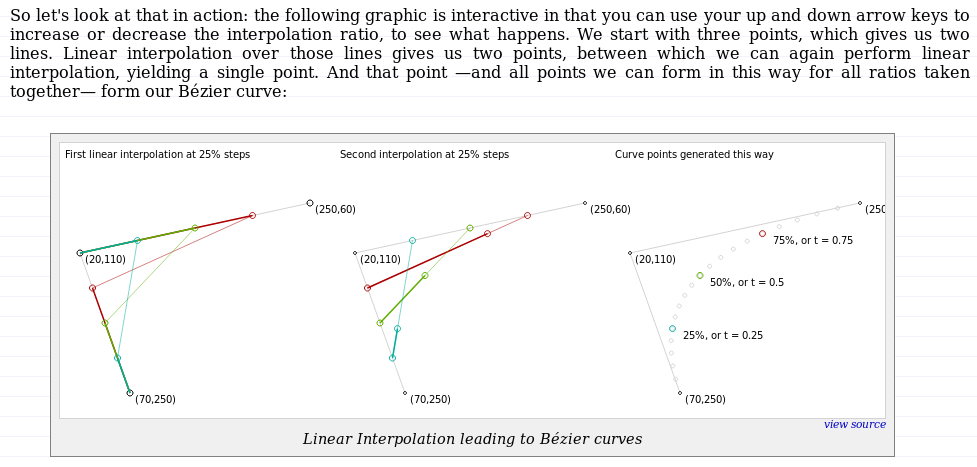 So let's look at that in action: the following graphic is interactive in that you can use your up and down arrow keys to
increase or decrease the interpolation ratio, to see what happens. We start with three points, which gives us two
lines. Linear interpolation over those lines gives us two points, between which we can again perform linear
interpolation, yielding a single point. And that point —and all points we can form in this way for all ratios taken
together— form our Bézier curve:
First linear interpolation at 25% steps
Second interpolation at 25% steps
Curve points generated this way
(250,60)
(250,60)
(250
75%, or t = 0.75
(20,110)
(20,110)
(20,110)
50%, or t = 0.5
25%, or t = 0.25
(70,250)
(70,250)
(70,250)
view source
Linear Interpolation leading to Bézier curves